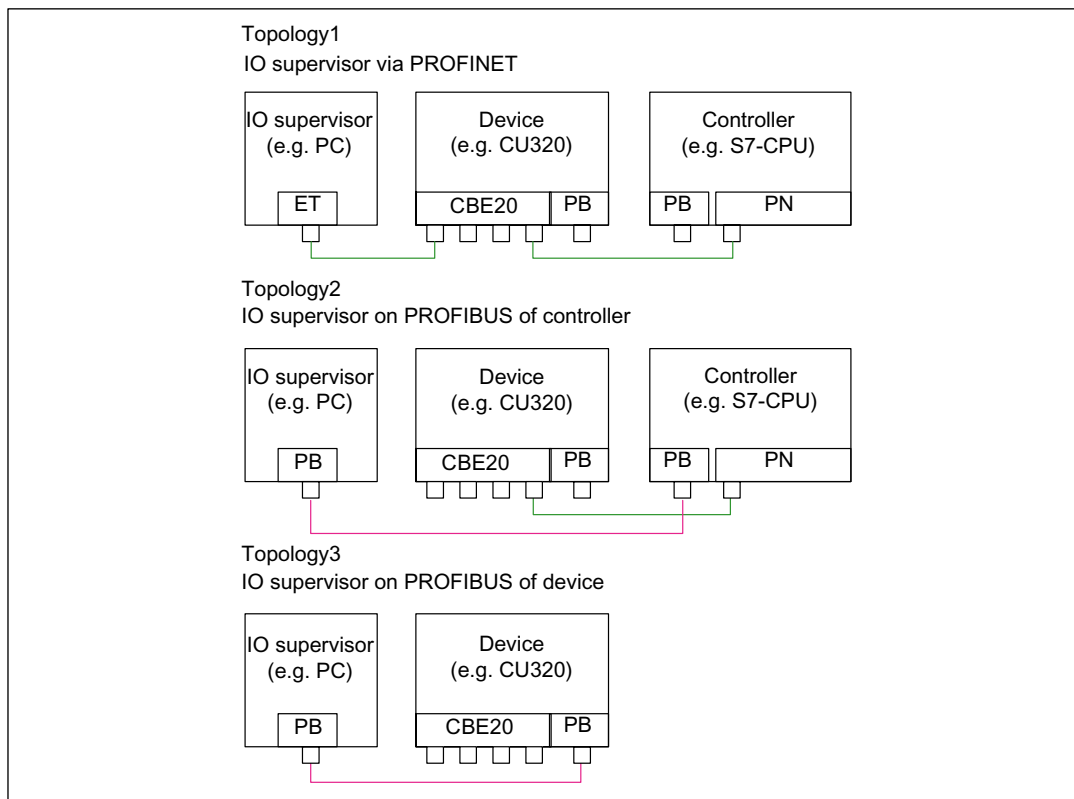 Topology1
IO supervisor via PROFINET
IO supervisor
(e.g. PC)
ET
Device
(e.g. CU320)
CBE20
PB
Controller
(e.g. S7-CPU)
PB
PN
Topology2
IO supervisor on PROFIBUS of controller
IO supervisor
(e.g. PC)
PB
Device
(e.g. CU320)
CBE20
PB
Controller
(e.g. S7-CPU)
PB
PN
Topology3
IO supervisor on PROFIBUS of device
IO supervisor
(e.g. PC)
PB
Device
(e.g. CU320)
CBE20
PB